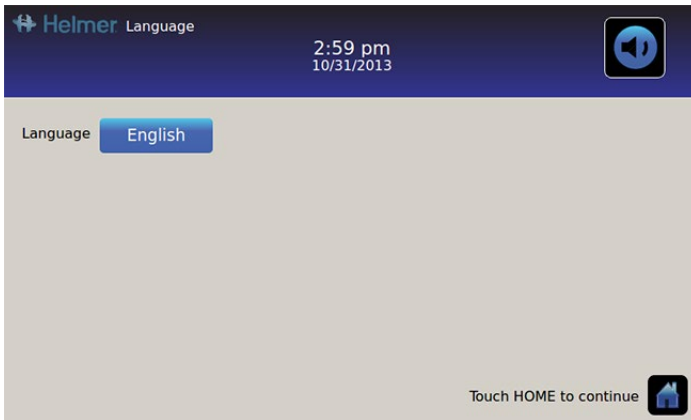 Helmer Language
2:59 pm
10/31/2013
Language English
Touch HOME to continue